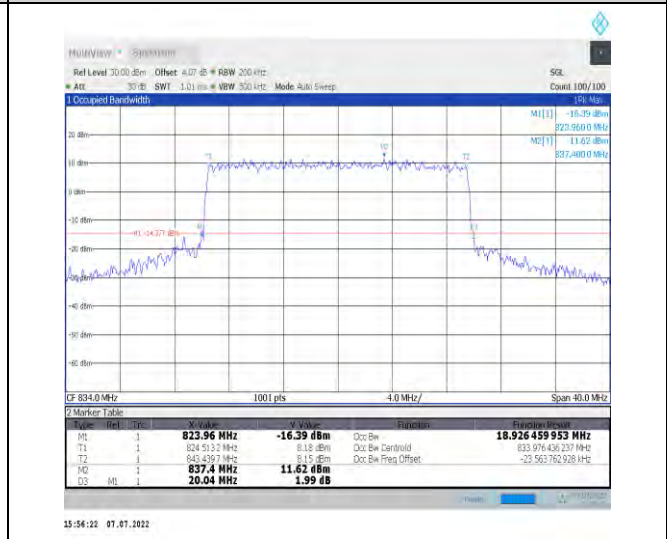 MultiView Spectrum
Ref Level 30.00 dBm Offset 4.07 dB RBW 200 kHz SGL
Att 30 dB SWT 1.01 ms VBW 500 kHz Mode Auto Sweep Count 100/100
1 Occupied Bandwidth 1Pk Max
M1[1] -16.39 dBm
823.9600 MHz
20 dBm
M2[1] 11.62 dBm
837.4000 MHz
M2
10 dBm T1 T2
0 dBm
-10 dBm
H1 -14.377 dBm
-20 dBm
-30 dBm
-40 dBm
-50 dBm
-60 dBm
CF 834.0 MHz 1001 pts 4.0 MHz/ Span 40.0 MHz
2 Marker Table
Type Ref Trc X-Value Y-Value Function Function Result
M1 1 823.96 MHz -16.39 dBm Occ Bw 18.926 459 953 MHz
T1 1 824.5132 MHz 8.18 dBm Occ Bw Centroid 833.976 436 237 MHz
T2 1 843.4397 MHz 8.15 dBm Occ Bw Freq Offset -23.563 762 928 kHz
M2 1 837.4 MHz 11.62 dBm
D3 M1 1 20.04 MHz 1.99 dB
15:56:22 07.07.2022